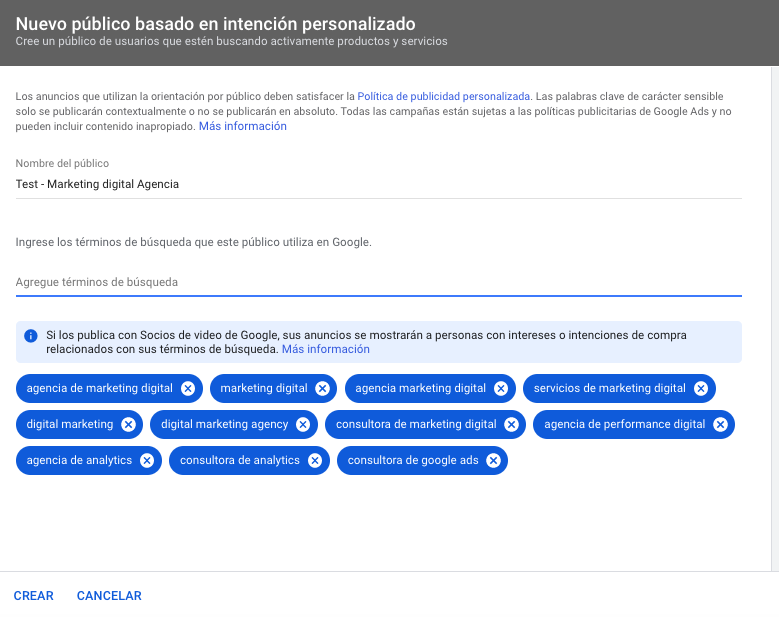 Nuevo público basado en intención personalizado
Cree un público de usuarios que estén buscando activamente productos y servicios
Los anuncios que utilizan la orientación por público deben satisfacer la Política de publicidad personalizada. Las palabras clave de carácter sensible
solo se publicarán contextualmente o no se publicarán en absoluto. Todas las campañas están sujetas a las políticas publicitarias de Google Ads y no
pueden incluir contenido inapropiado. Más información
Nombre del público
Test - Marketing digital Agencia
Ingrese los términos de búsqueda que este público utiliza en Google.
Agregue términos de búsqueda
Si los publica con Socios de video de Google, sus anuncios se mostrarán a personas con intereses o intenciones de compra
relacionados con sus términos de búsqueda. Más información
agencia de marketing digital marketing digital agencia marketing digital servicios de marketing digital
digital marketing digital marketing agency consultora de marketing digital agencia de performance digital
agencia de analytics consultora de analytics consultora de google ads
CREAR CANCELAR